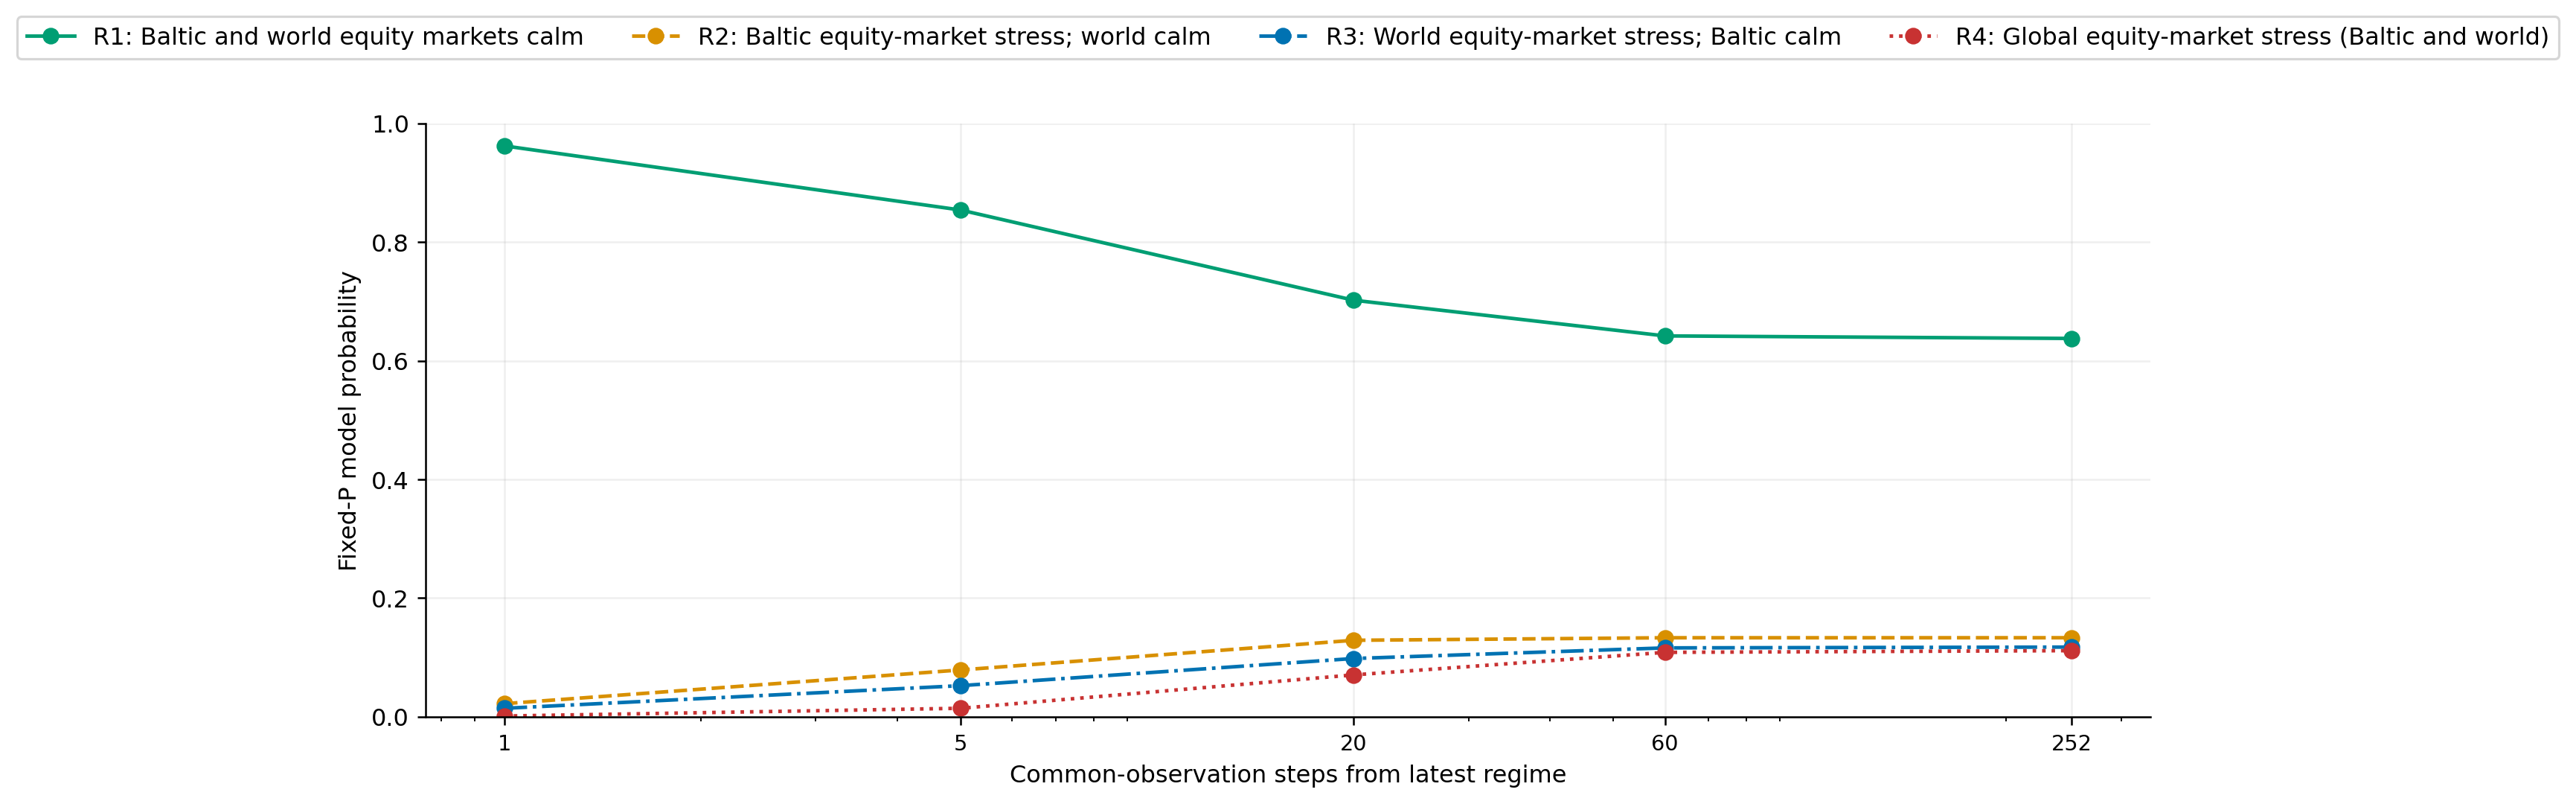 R1: Baltic and world equity markets calm
R2: Baltic equity-market stress; world calm
R3: World equity-market stress; Baltic calm
R4: Global equity-market stress (Baltic and world)
Fixed-P model probability
1.0
0.8
0.6
0.4
0.2
0.0
1
5
20
60
252
Common-observation steps from latest regime